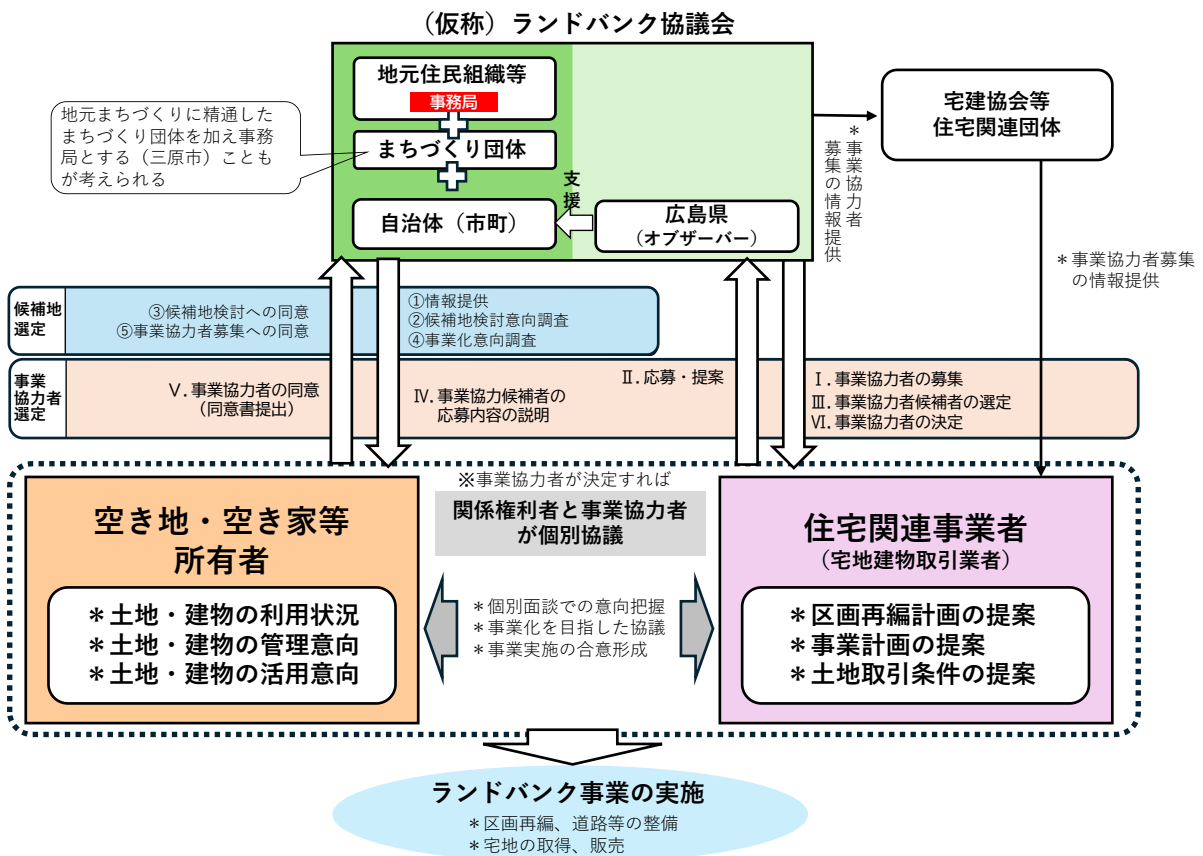 （仮称）ランドバンク協議会
地元住民組織等
事務局
まちづくり団体
自治体（市町）
支援
広島県
（オブザーバー）
地元まちづくりに精通した
まちづくり団体を加え事務
局とする（三原市）ことも
が考えられる
宅建協会等
住宅関連団体
＊事業協力者
募集の情報提供
＊事業協力者募集
の情報提供
候補地
選定
③候補地検討への同意
⑤事業協力者募集への同意
①情報提供
②候補地検討意向調査
④事業化意向調査
事業
協力者
選定
Ⅴ．事業協力者の同意
（同意書提出）
Ⅳ．事業協力候補者の
応募内容の説明
Ⅱ．応募・提案
Ⅰ．事業協力者の募集
Ⅲ．事業協力者候補者の選定
Ⅵ．事業協力者の決定
空き地・空き家等
所有者
＊土地・建物の利用状況
＊土地・建物の管理意向
＊土地・建物の活用意向
※事業協力者が決定すれば
関係権利者と事業協力者
が個別協議
＊個別面談での意向把握
＊事業化を目指した協議
＊事業実施の合意形成
住宅関連事業者
（宅地建物取引業者）
＊区画再編計画の提案
＊事業計画の提案
＊土地取引条件の提案
ランドバンク事業の実施
＊区画再編、道路等の整備
＊宅地の取得、販売